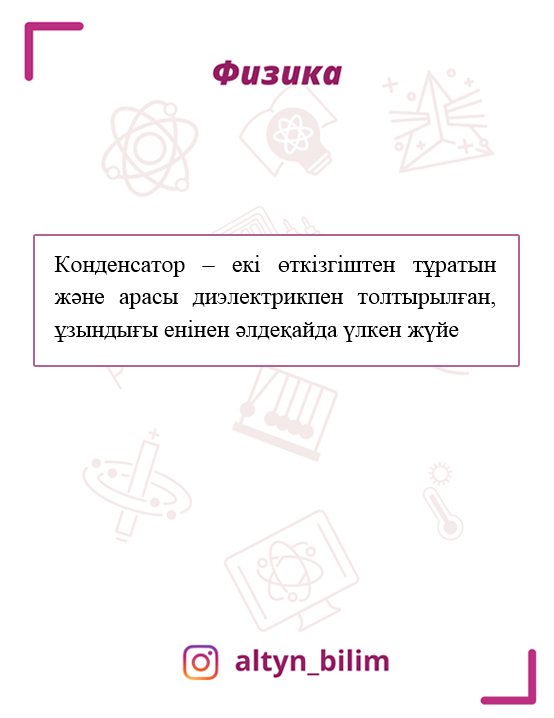 Физика
Конденсатор – екі өткізгіштен тұратын
және арасы диэлектрикпен толтырылған,
ұзындығы енінен әлдеқайда үлкен жүйе
altyn_bilim